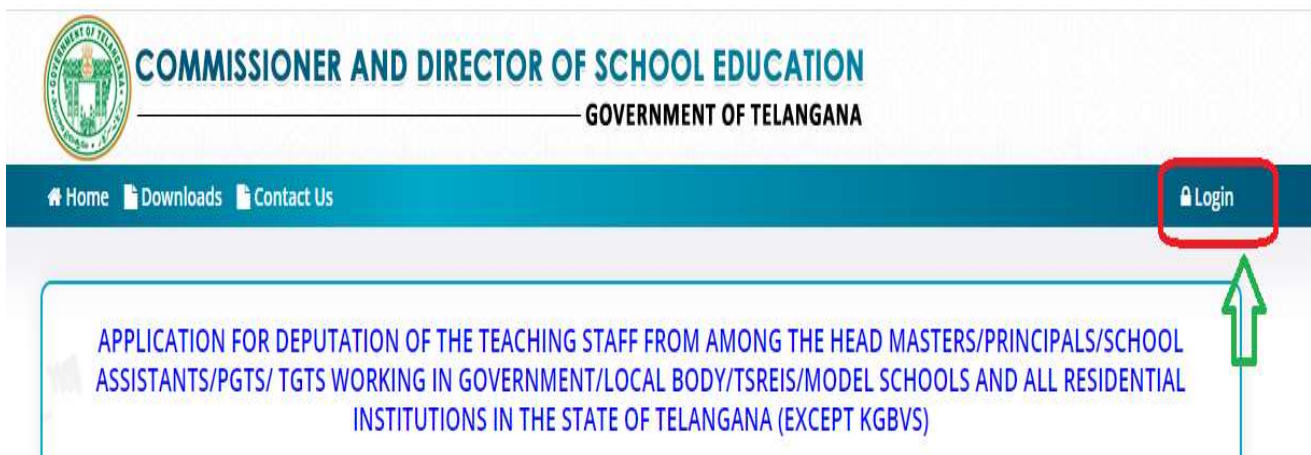 COMMISSIONER AND DIRECTOR OF SCHOOL EDUCATION
GOVERNMENT OF TELANGANA
Home Downloads Contact Us Login
APPLICATION FOR DEPUTATION OF THE TEACHING STAFF FROM AMONG THE HEAD MASTERS/PRINCIPALS/SCHOOL
ASSISTANTS/PGTS/ TGTS WORKING IN GOVERNMENT/LOCAL BODY/TSREIS/MODEL SCHOOLS AND ALL RESIDENTIAL
INSTITUTIONS IN THE STATE OF TELANGANA (EXCEPT KGBVS)